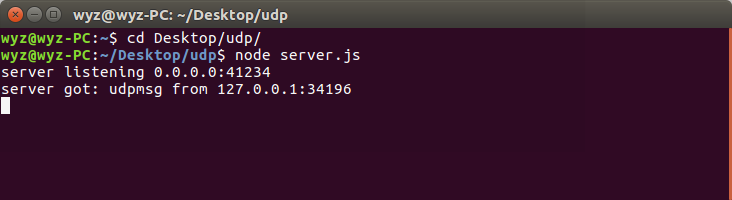 wyz@wyz-PC: ~/Desktop/udp
wyz@wyz-PC:~$ cd Desktop/udp/
wyz@wyz-PC:~/Desktop/udp$ node server.js
server listening 0.0.0.0:41234
server got: udpmsg from 127.0.0.1:34196